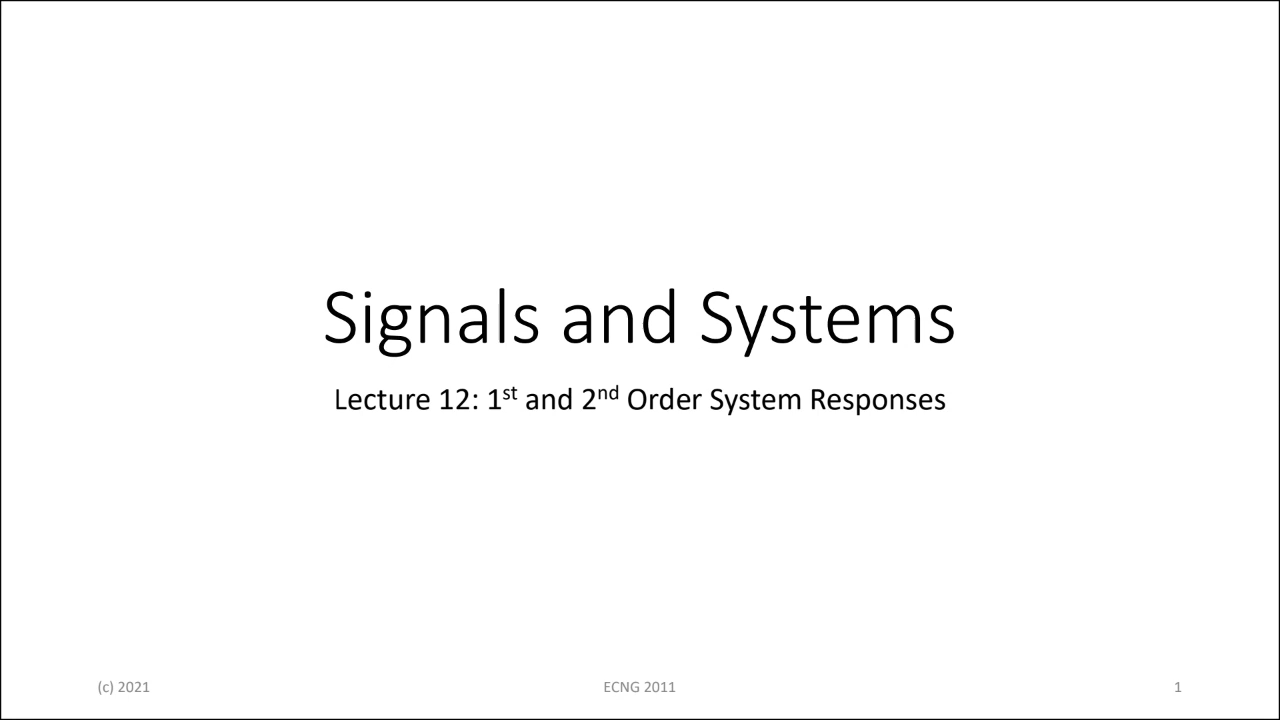 Signals and Systems
Lecture 12: 1st and 2nd Order System Responses
(c) 2021
ECNG 2011
1